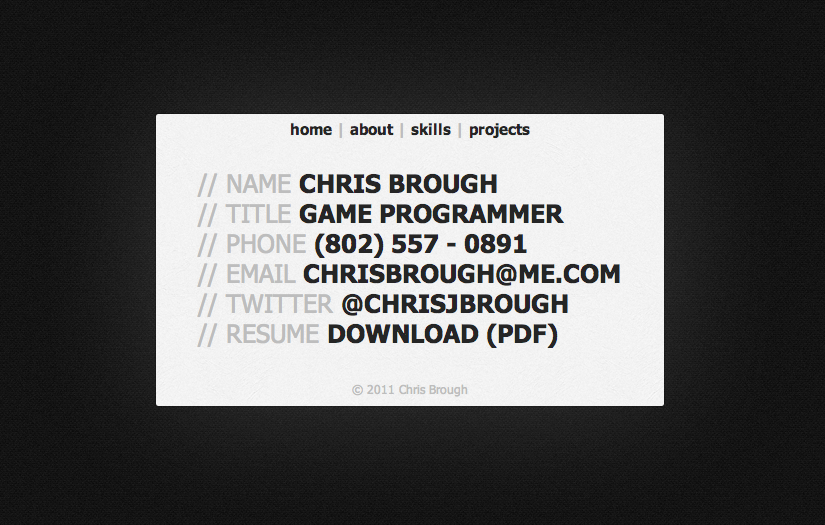 home | about | skills | projects
// NAME CHRIS BROUGH
// TITLE GAME PROGRAMMER
// PHONE (802) 557 - 0891
// EMAIL CHRISBROUGH@ME.COM
// TWITTER @CHRISJBROUGH
// RESUME DOWNLOAD (PDF)
© 2011 Chris Brough